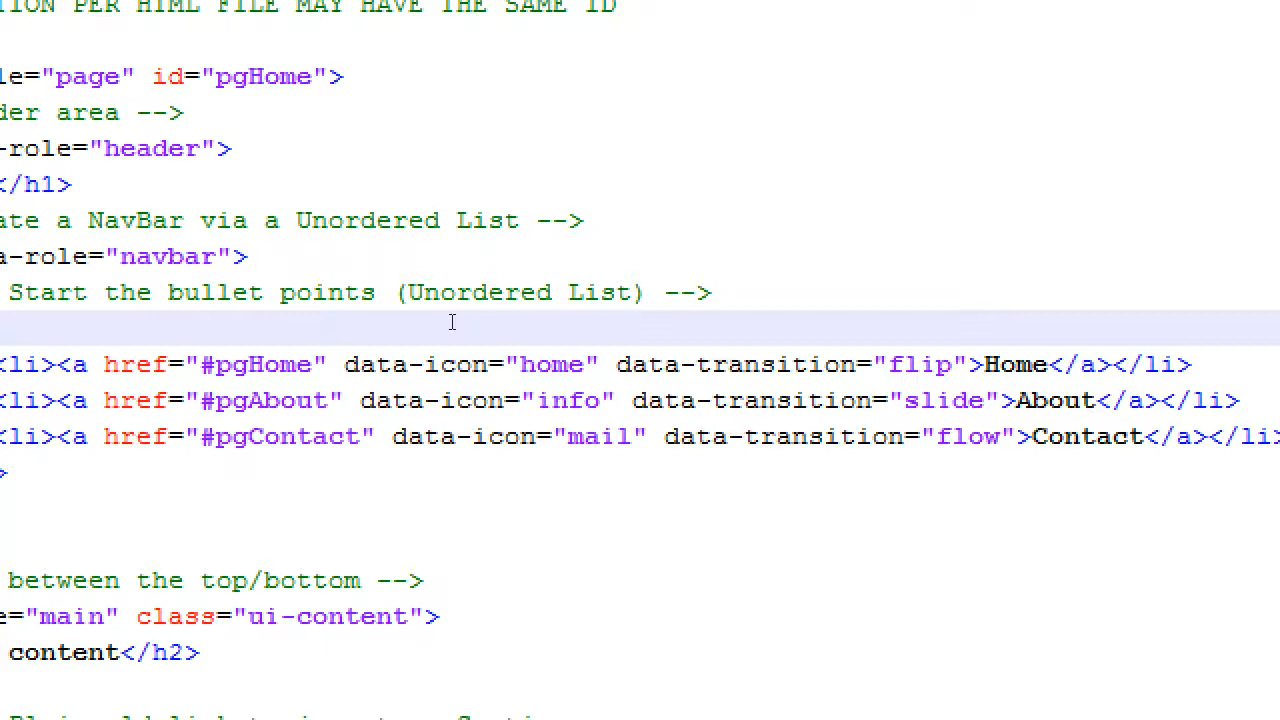 TION PER HTML FILE MAY HAVE THE SAME ID
le="page" id="pgHome">
der area -->
-role="header">
</h1>
ate a NavBar via a Unordered List -->
a-role="navbar">
Start the bullet points (Unordered List) -->
<li><a href="#pgHome" data-icon="home" data-transition="flip">Home</a></li>
<li><a href="#pgAbout" data-icon="info" data-transition="slide">About</a></li>
<li><a href="#pgContact" data-icon="mail" data-transition="flow">Contact</a></li>
>
between the top/bottom -->
e="main" class="ui-content">
content</h2>